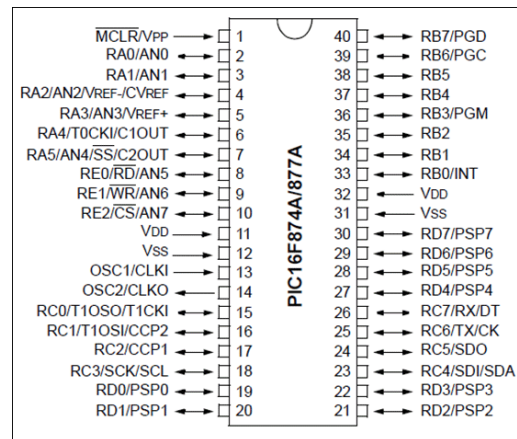 MCLR/VPP 1 40 RB7/PGD
RA0/AN0 2 39 RB6/PGC
RA1/AN1 3 38 RB5
RA2/AN2/VREF-/CVREF 4 37 RB4
RA3/AN3/VREF+ 5 36 RB3/PGM
RA4/T0CKI/C1OUT 6 35 RB2
RA5/AN4/SS/C2OUT 7 34 RB1
RE0/RD/AN5 8 33 RB0/INT
RE1/WR/AN6 9 32 VDD
RE2/CS/AN7 10 31 VSS
VDD 11 30 RD7/PSP7
VSS 12 29 RD6/PSP6
OSC1/CLKI 13 28 RD5/PSP5
OSC2/CLKO 14 27 RD4/PSP4
RC0/T1OSO/T1CKI 15 26 RC7/RX/DT
RC1/T1OSI/CCP2 16 25 RC6/TX/CK
RC2/CCP1 17 24 RC5/SDO
RC3/SCK/SCL 18 23 RC4/SDI/SDA
RD0/PSP0 19 22 RD3/PSP3
RD1/PSP1 20 21 RD2/PSP2
PIC16F874A/877A